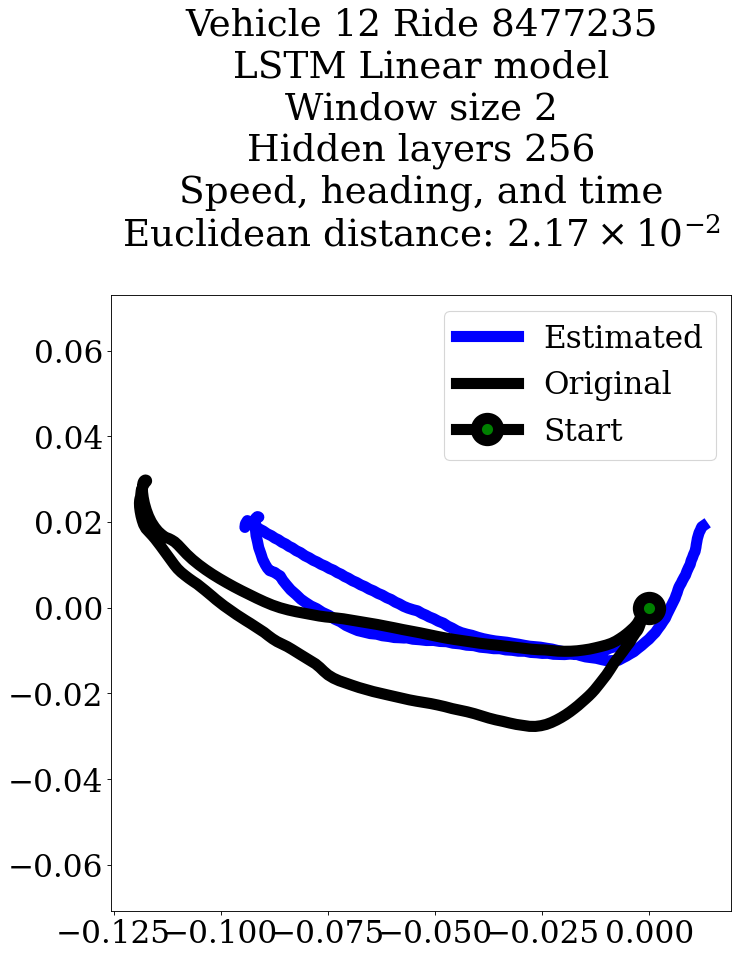 Vehicle 12 Ride 8477235
LSTM Linear model
Window size 2
Hidden layers 256
Speed, heading, and time
Euclidean distance: 2.17 × 10⁻²
Estimated
Original
Start
0.06
0.04
0.02
0.00
−0.02
−0.04
−0.06
−0.125 −0.100 −0.075 −0.050 −0.025 0.000